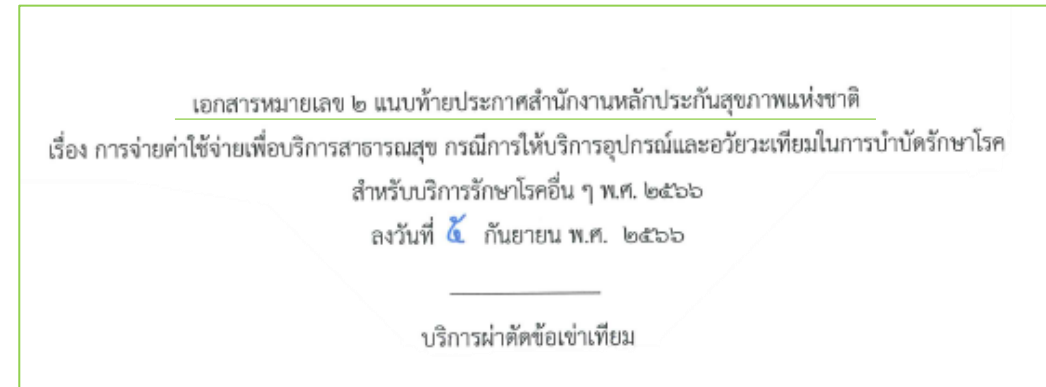 เอกสารหมายเลข ๒ แนบท้ายประกาศสำนักงานหลักประกันสุขภาพแห่งชาติ
เรื่อง การจ่ายค่าใช้จ่ายเพื่อบริการสาธารณสุข กรณีการให้บริการอุปกรณ์และอวัยวะเทียมในการบำบัดรักษาโรค
สำหรับบริการรักษาโรคอื่น ๆ พ.ศ. ๒๕๖๖
ลงวันที่ ๕ กันยายน พ.ศ. ๒๕๖๖
บริการผ่าตัดข้อเข่าเทียม